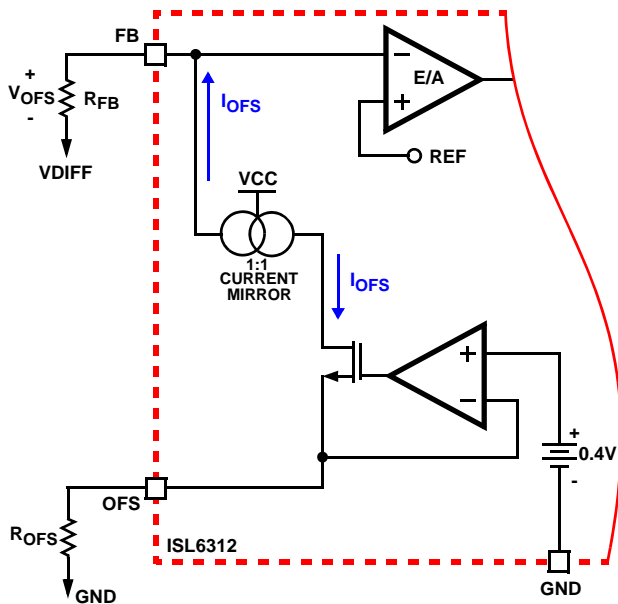 FB
E/A
−
+
+
VOFS
-
RFB
IOFS
VDIFF
REF
VCC
1:1
CURRENT
MIRROR
IOFS
+
−
+
0.4V
-
OFS
ROFS
ISL6312
GND
GND